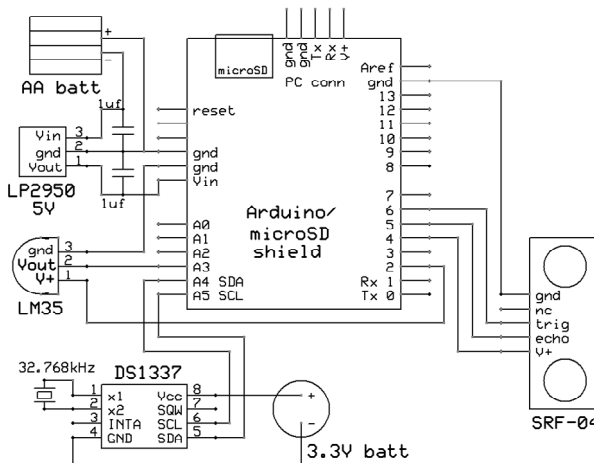 gnd
gnd
Tx
Rx
V+
PC conn
microSD
+
-
AA batt
1uf
Vin 3
gnd 2
Vout 1
LP2950
5V
1uf
reset
gnd
gnd
Vin
Aref
gnd
13
12
11
10
9
8
7
6
5
4
3
2
Rx 1
Tx 0
Arduino/
microSD
shield
A0
A1
A2
A3
A4 SDA
A5 SCL
gnd 3
Vout 2
V+ 1
LM35
gnd
nc
trig
echo
V+
SRF-04
32.768kHz
DS1337
1 x1
2 x2
3 INTA
4 GND
Vcc 8
SQW 7
SCL 6
SDA 5
+
-
3.3V batt